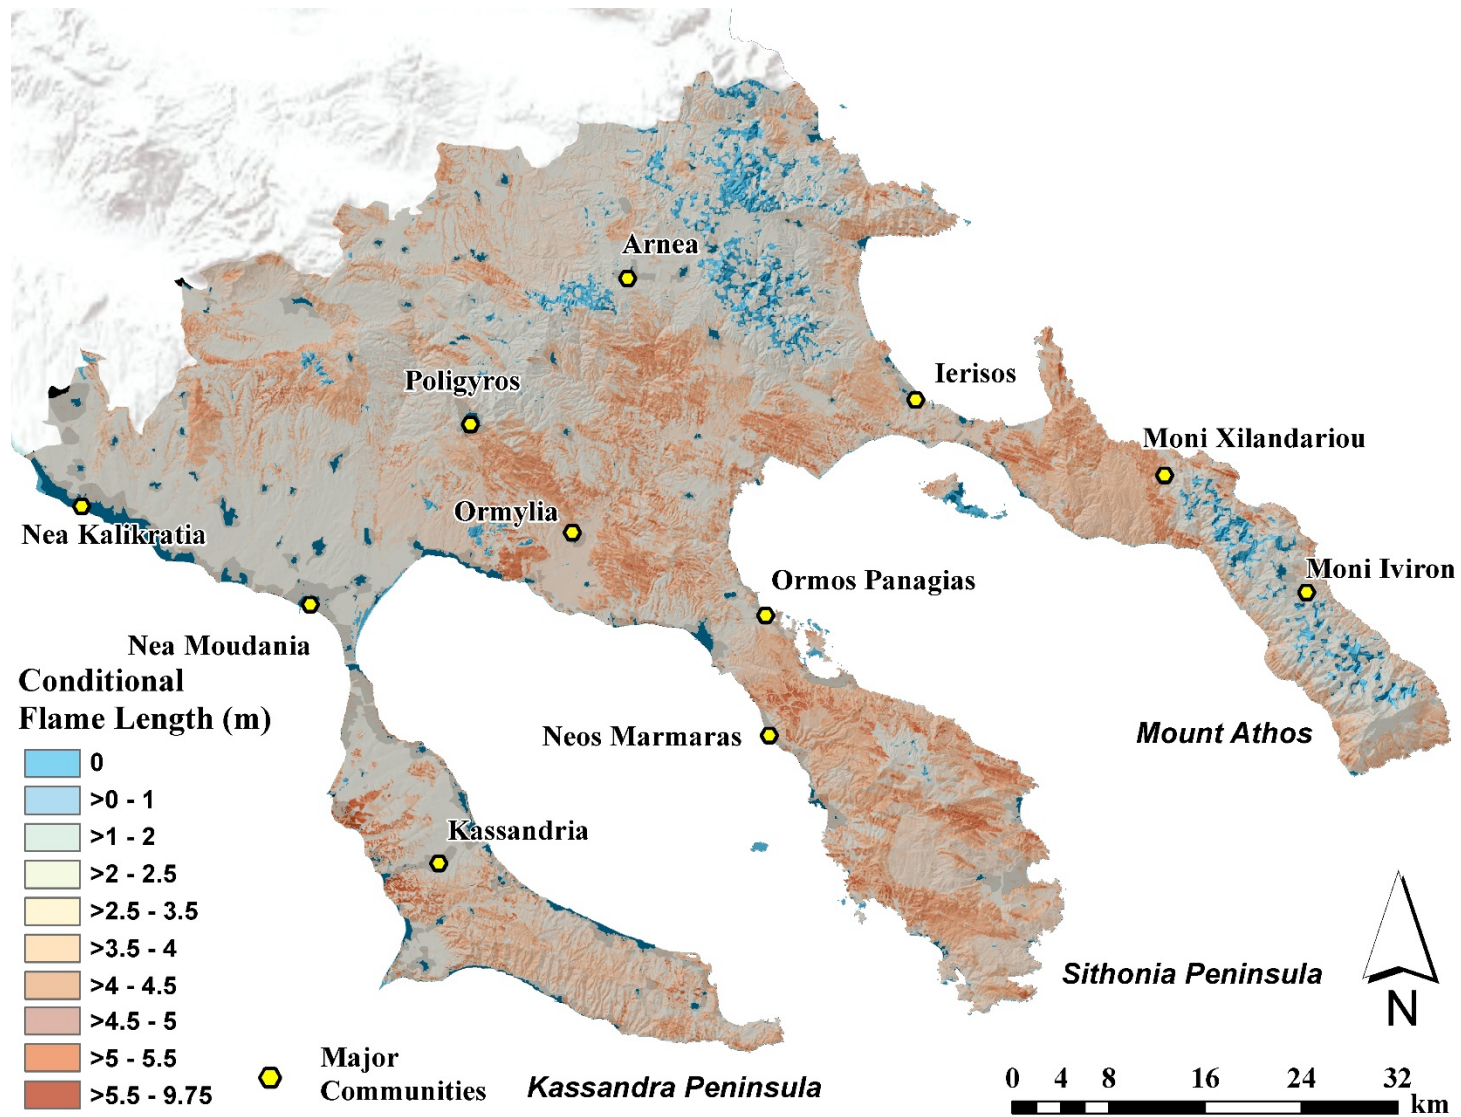 Arnea
Ierisos
Poligyros
Moni Xilandariou
Ormylia
Nea Kalikratia
Moni Iviron
Ormos Panagias
Nea Moudania
Conditional
Flame Length (m)
Neos Marmaras
Mount Athos
0
>0 - 1
>1 - 2
>2 - 2.5
>2.5 - 3.5
>3.5 - 4
>4 - 4.5
>4.5 - 5
>5 - 5.5
>5.5 - 9.75
Kassandria
Sithonia Peninsula
N
Major
Communities
Kassandra Peninsula
0 4 8 16 24 32
km